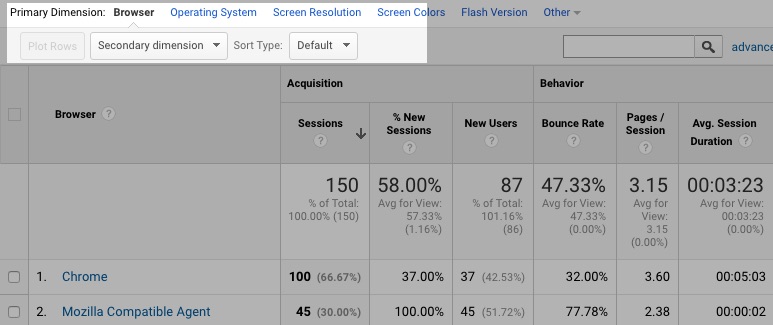 Primary Dimension: Browser Operating System Screen Resolution Screen Colors Flash Version Other
Plot Rows Secondary dimension Sort Type: Default advance
Browser ? Acquisition Behavior
Sessions ? % New Sessions ? New Users ? Bounce Rate ? Pages / Session ? Avg. Session Duration ?
150 58.00% 87 47.33% 3.15 00:03:23
% of Total: 100.00% (150) Avg for View: 57.33% (1.16%) % of Total: 101.16% (86) Avg for View: 47.33% (0.00%) Avg for View: 3.15 (0.00%) Avg for View: 00:03:23 (0.00%)
1. Chrome 100 (66.67%) 37.00% 37 (42.53%) 32.00% 3.60 00:05:03
2. Mozilla Compatible Agent 45 (30.00%) 100.00% 45 (51.72%) 77.78% 2.38 00:00:02